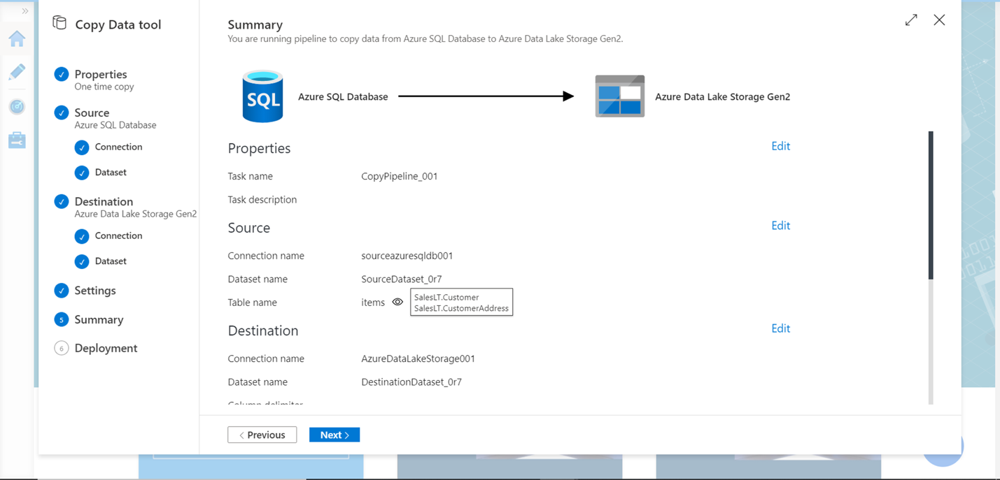 Copy Data tool
Properties
One time copy
Source
Azure SQL Database
Connection
Dataset
Destination
Azure Data Lake Storage Gen2
Connection
Dataset
Settings
5 Summary
6 Deployment
Summary
You are running pipeline to copy data from Azure SQL Database to Azure Data Lake Storage Gen2.
SQL
Azure SQL Database
Azure Data Lake Storage Gen2
Properties Edit
Task name CopyPipeline_001
Task description
Source Edit
Connection name sourceazuresqldb001
Dataset name SourceDataset_0r7
Table name items
SalesLT.Customer
SalesLT.CustomerAddress
Destination Edit
Connection name AzureDataLakeStorage001
Dataset name DestinationDataset_0r7
Column delimiter
Previous Next